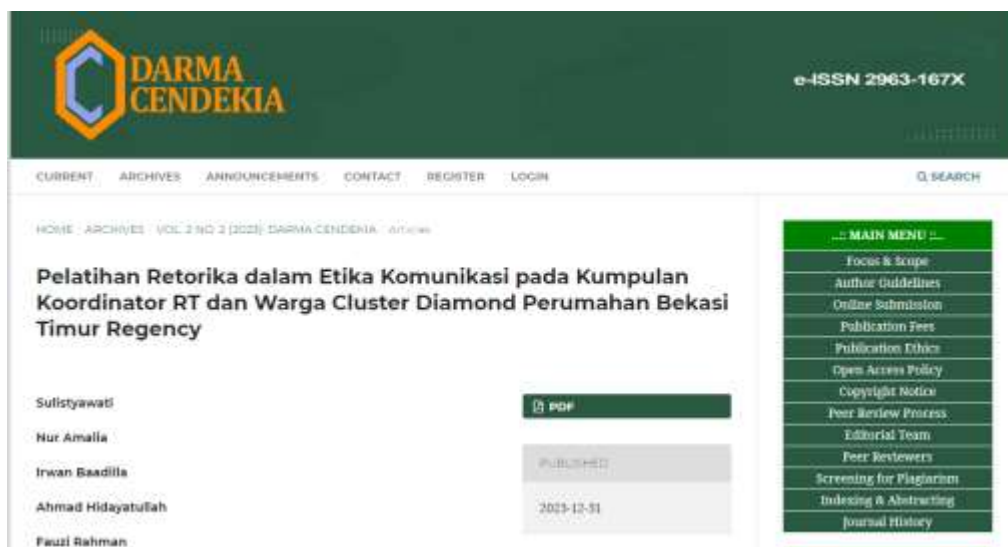 DARMA
CENDEKIA
e-ISSN 2963-167X
CURRENT ARCHIVES ANNOUNCEMENTS CONTACT REGISTER LOGIN
SEARCH
HOME ARCHIVES VOL. 2 NO 2 (2023): DARMA CENDEKIA Articles
Pelatihan Retorika dalam Etika Komunikasi pada Kumpulan
Koordinator RT dan Warga Cluster Diamond Perumahan Bekasi
Timur Regency
Sulistyawati
Nur Amalia
Irwan Baadilla
Ahmad Hidayatullah
Fauzi Rahman
PDF
PUBLISHED
2023-12-31
..:: MAIN MENU ::..
Focus & Scope
Author Guidelines
Online Submission
Publication Fees
Publication Ethics
Open Access Policy
Copyright Notice
Peer Review Process
Editorial Team
Peer Reviewers
Screening for Plagiarism
Indexing & Abstracting
Journal History